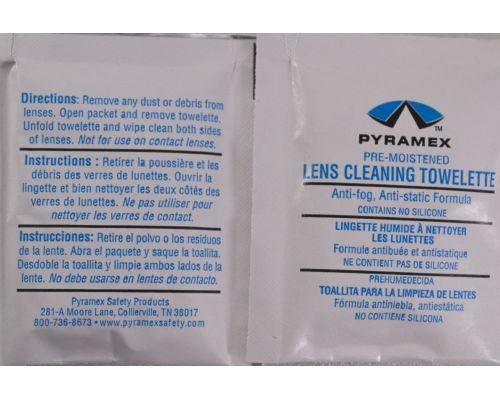 Directions: Remove any dust or debris from
lenses. Open packet and remove towelette.
Unfold towelette and wipe clean both sides
of lenses. Not for use on contact lenses.
Instructions : Retirer la poussière et les
débris des verres de lunettes. Ouvrir la
lingette et bien nettoyer les deux côtés des
verres de lunettes. Ne pas utiliser pour
nettoyer les verres de contact.
Instrucciones: Retire el polvo o los residuos
de la lente. Abra el paquete y saque la toallita.
Desdoble la toallita y limpie ambos lados de la
lente. No debe usarse en lentes de contacto.
Pyramex Safety Products
281-A Moore Lane, Collierville, TN 38017
800-736-8673 • www.pyramexsafety.com
PYRAMEX TM
PRE-MOISTENED
LENS CLEANING TOWELETTE
Anti-fog, Anti-static Formula
CONTAINS NO SILICONE
LINGETTE HUMIDE À NETTOYER
LES LUNETTES
Formule antibuée et antistatique
NE CONTIENT PAS DE SILICONE
PREHUMEDECIDA
TOALLITA PARA LA LIMPIEZA DE LENTES
Fórmula antiniebla, antiestática
NO CONTIENE SILICONA